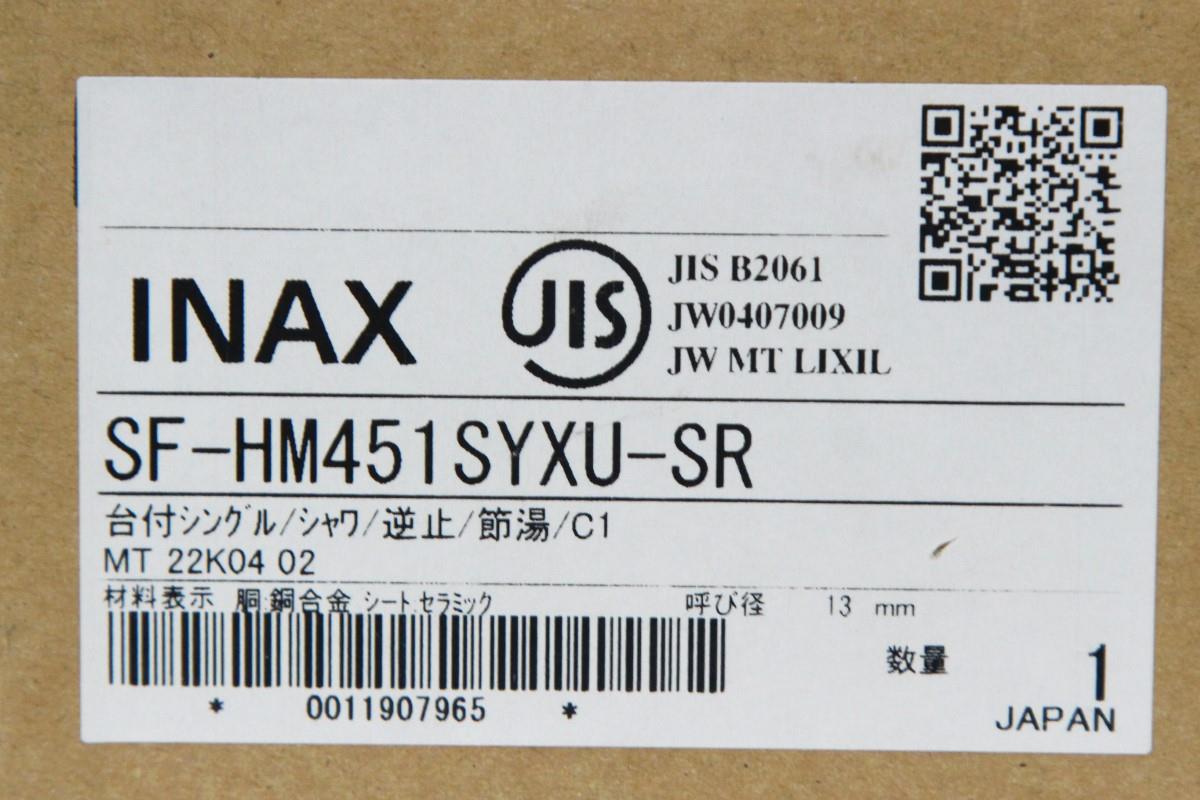 INAX
JIS
JIS B2061
JW0407009
JW MT LIXIL
SF-HM451SYXU-SR
台付シングル/シャワ/逆止/節湯/C1
MT 22K04 02
材料表示 胴:銅合金 シート:セラミック 呼び径 13 mm
* 0011907965 *
数量 1
JAPAN